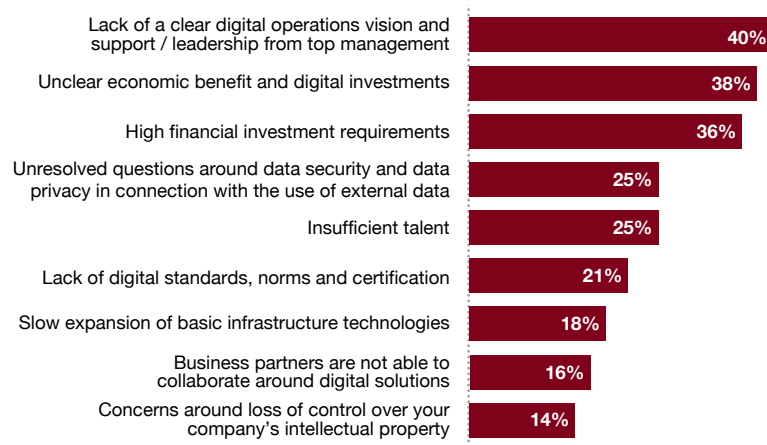 Lack of a clear digital operations vision and
support / leadership from top management
40%
Unclear economic benefit and digital investments
38%
High financial investment requirements
36%
Unresolved questions around data security and data
privacy in connection with the use of external data
25%
Insufficient talent
25%
Lack of digital standards, norms and certification
21%
Slow expansion of basic infrastructure technologies
18%
Business partners are not able to
collaborate around digital solutions
16%
Concerns around loss of control over your
company’s intellectual property
14%